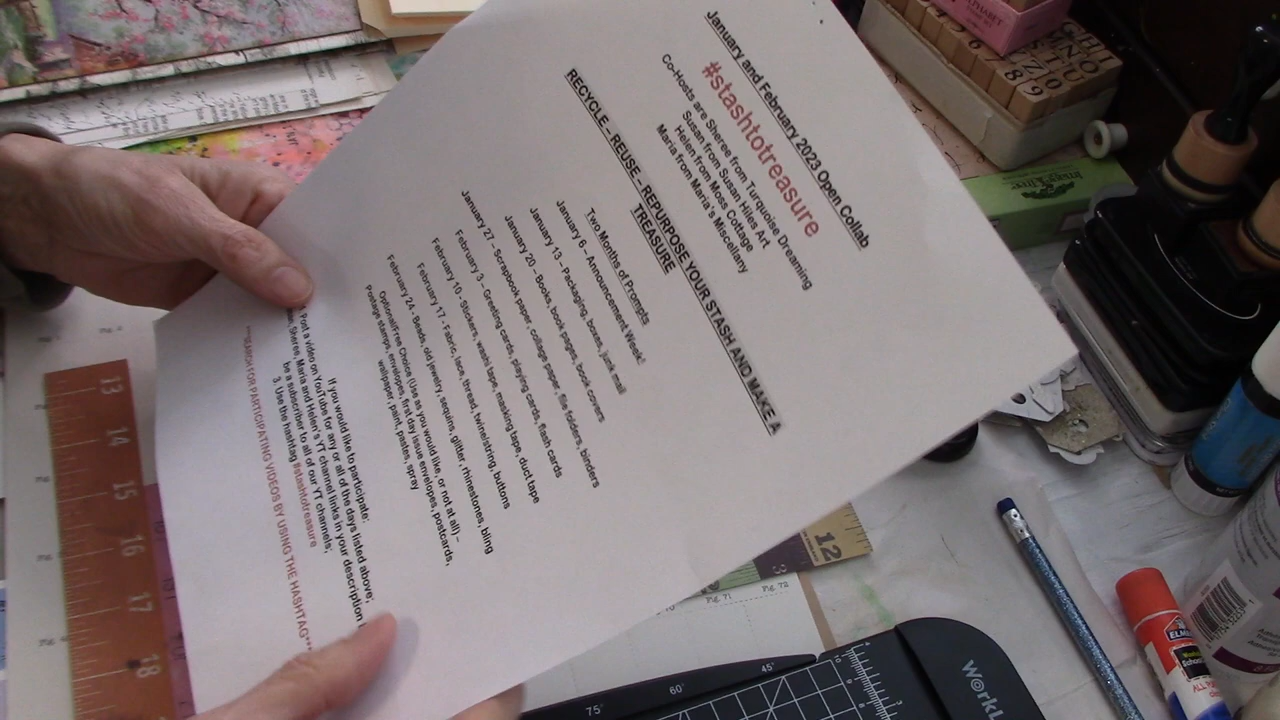 January and February 2023 Open Collab
#stashtotreasure
Co-Hosts are Sheree from Turquoise Dreaming
Susan from Susan Hiles Art
Helen from Moss Cottage
Maria from Maria's Miscellany
RECYCLE – REUSE - REPURPOSE YOUR STASH AND MAKE A
TREASURE
Two Months of Prompts
January 6 – Announcement Week!
January 13 - Packaging, boxes, junk mail
January 20 – Books, book pages, book covers
January 27 – Scrapbook paper, collage paper, file folders, binders
February 3 – Greeting cards, playing cards, flash cards
February 10 - Stickers, washi tape, masking tape, duct tape
February 17 - Fabric, lace, thread, twine/string, buttons
February 24 - Beads, old jewelry, sequins, glitter, rhinestones, bling
Optional/Free Choice (Use as you would like or not at all) –
Postage stamps, envelopes, first day issue envelopes, postcards,
wallpaper, paint, pastes, spray
If you would like to participate:
Post a video on YouTube for any or all of the days listed above;
Sheree, Maria and Helen's YT channel links in your description
be a subscriber to all of our YT channels;
3. Use the hashtag #stashtotreasure
***SEARCH FOR PARTICIPATING VIDEOS BY USING THE HASHTAG***
13
14
15
16
17
18
12
Fig. 71
Fig. 72
75°
60°
45°
ELMER
ALPHABET